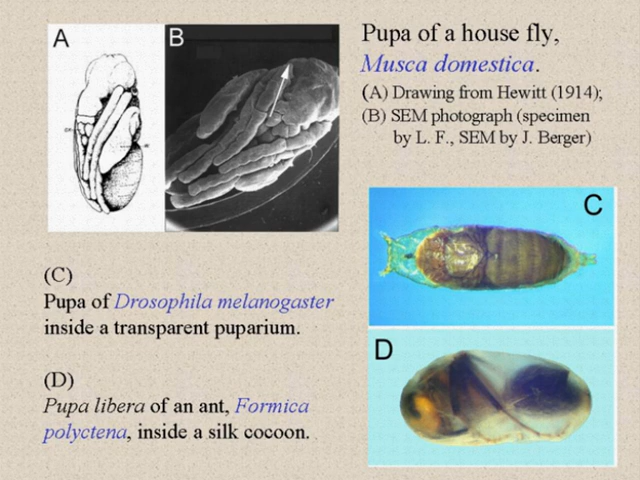 A
B
Pupa of a house fly,
Musca domestica.
(A) Drawing from Hewitt (1914);
(B) SEM photograph (specimen
by L. F., SEM by J. Berger)
C
(C)
Pupa of Drosophila melanogaster
inside a transparent puparium.
D
(D)
Pupa libera of an ant, Formica
polyctena, inside a silk cocoon.